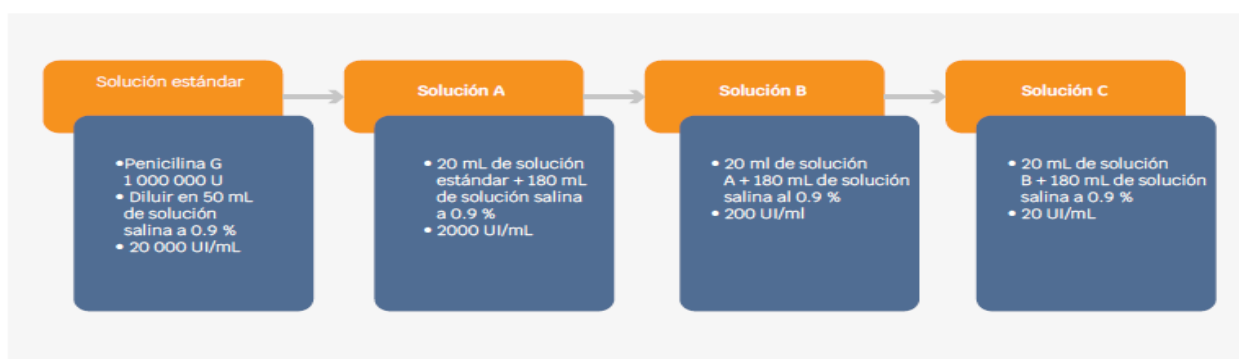 Solución estándar
•Penicilina G
1 000 000 U
• Diluir en 50 mL
de solución
salina a 0.9 %
• 20 000 UI/mL
Solución A
• 20 mL de solución
estándar + 180 mL
de solución salina
a 0.9 %
• 2000 UI/mL
Solución B
• 20 ml de solución
A + 180 mL de solución
salina al 0.9 %
• 200 UI/ml
Solución C
• 20 mL de solución
B + 180 mL de solución
salina a 0.9 %
• 20 UI/mL